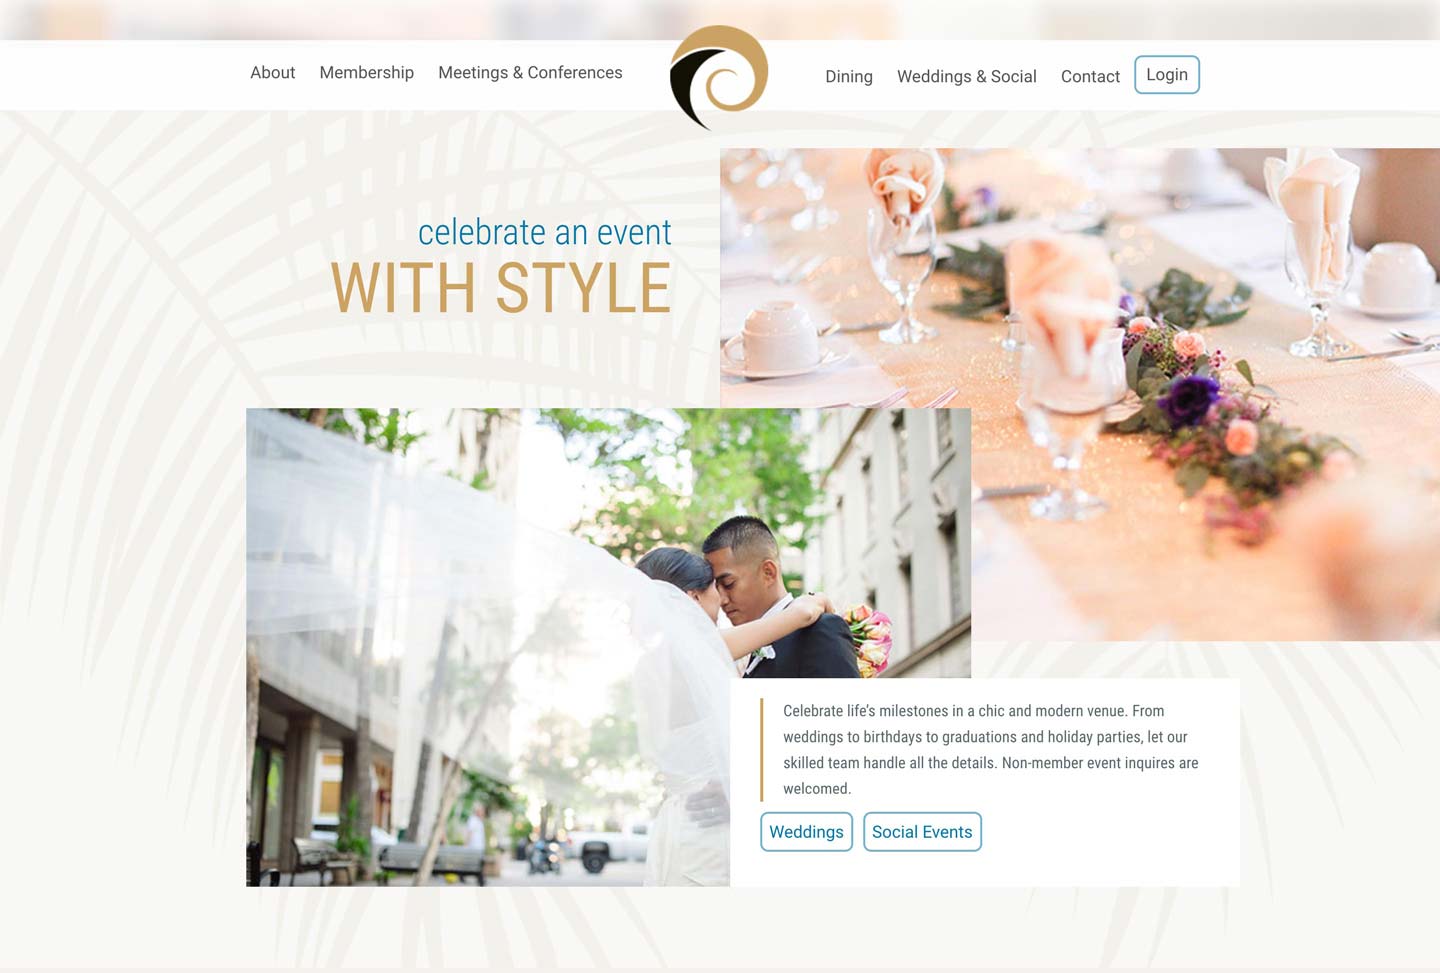 About Membership Meetings & Conferences Dining Weddings & Social Contact Login
celebrate an event
WITH STYLE
Celebrate life’s milestones in a chic and modern venue. From
weddings to birthdays to graduations and holiday parties, let our
skilled team handle all the details. Non-member event inquires are
welcomed.
Weddings Social Events